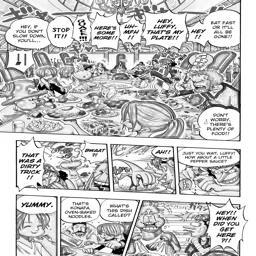 HEY, IF
YOU DON'T
SLOW DOWN,
YOU'LL...
STOP
IT!!
HERE'S
SOME
MORE!!
UH-
MEH!!
HEY,
LUFFY,
THAT'S MY
PLATE!!
HEY
!!
EAT FAST
OR IT'LL
ALL BE
GONE!!
DON'T
WORRY,
THERE'S
PLENTY OF
FOOD!!
THAT
WAS A
DIRTY
TRICK
!!
BWAT
?!
AH!!
JUST YOU WAIT, LUFFY!
HOW ABOUT A LITTLE
PEPPER SAUCE?
YUMMY.
THAT'S
KONAFA,
OVEN-BAKED
NOODLES.
WHAT'S
THIS DISH
CALLED?
HEY!!
WHEN DID
YOU GET
HERE
?!!